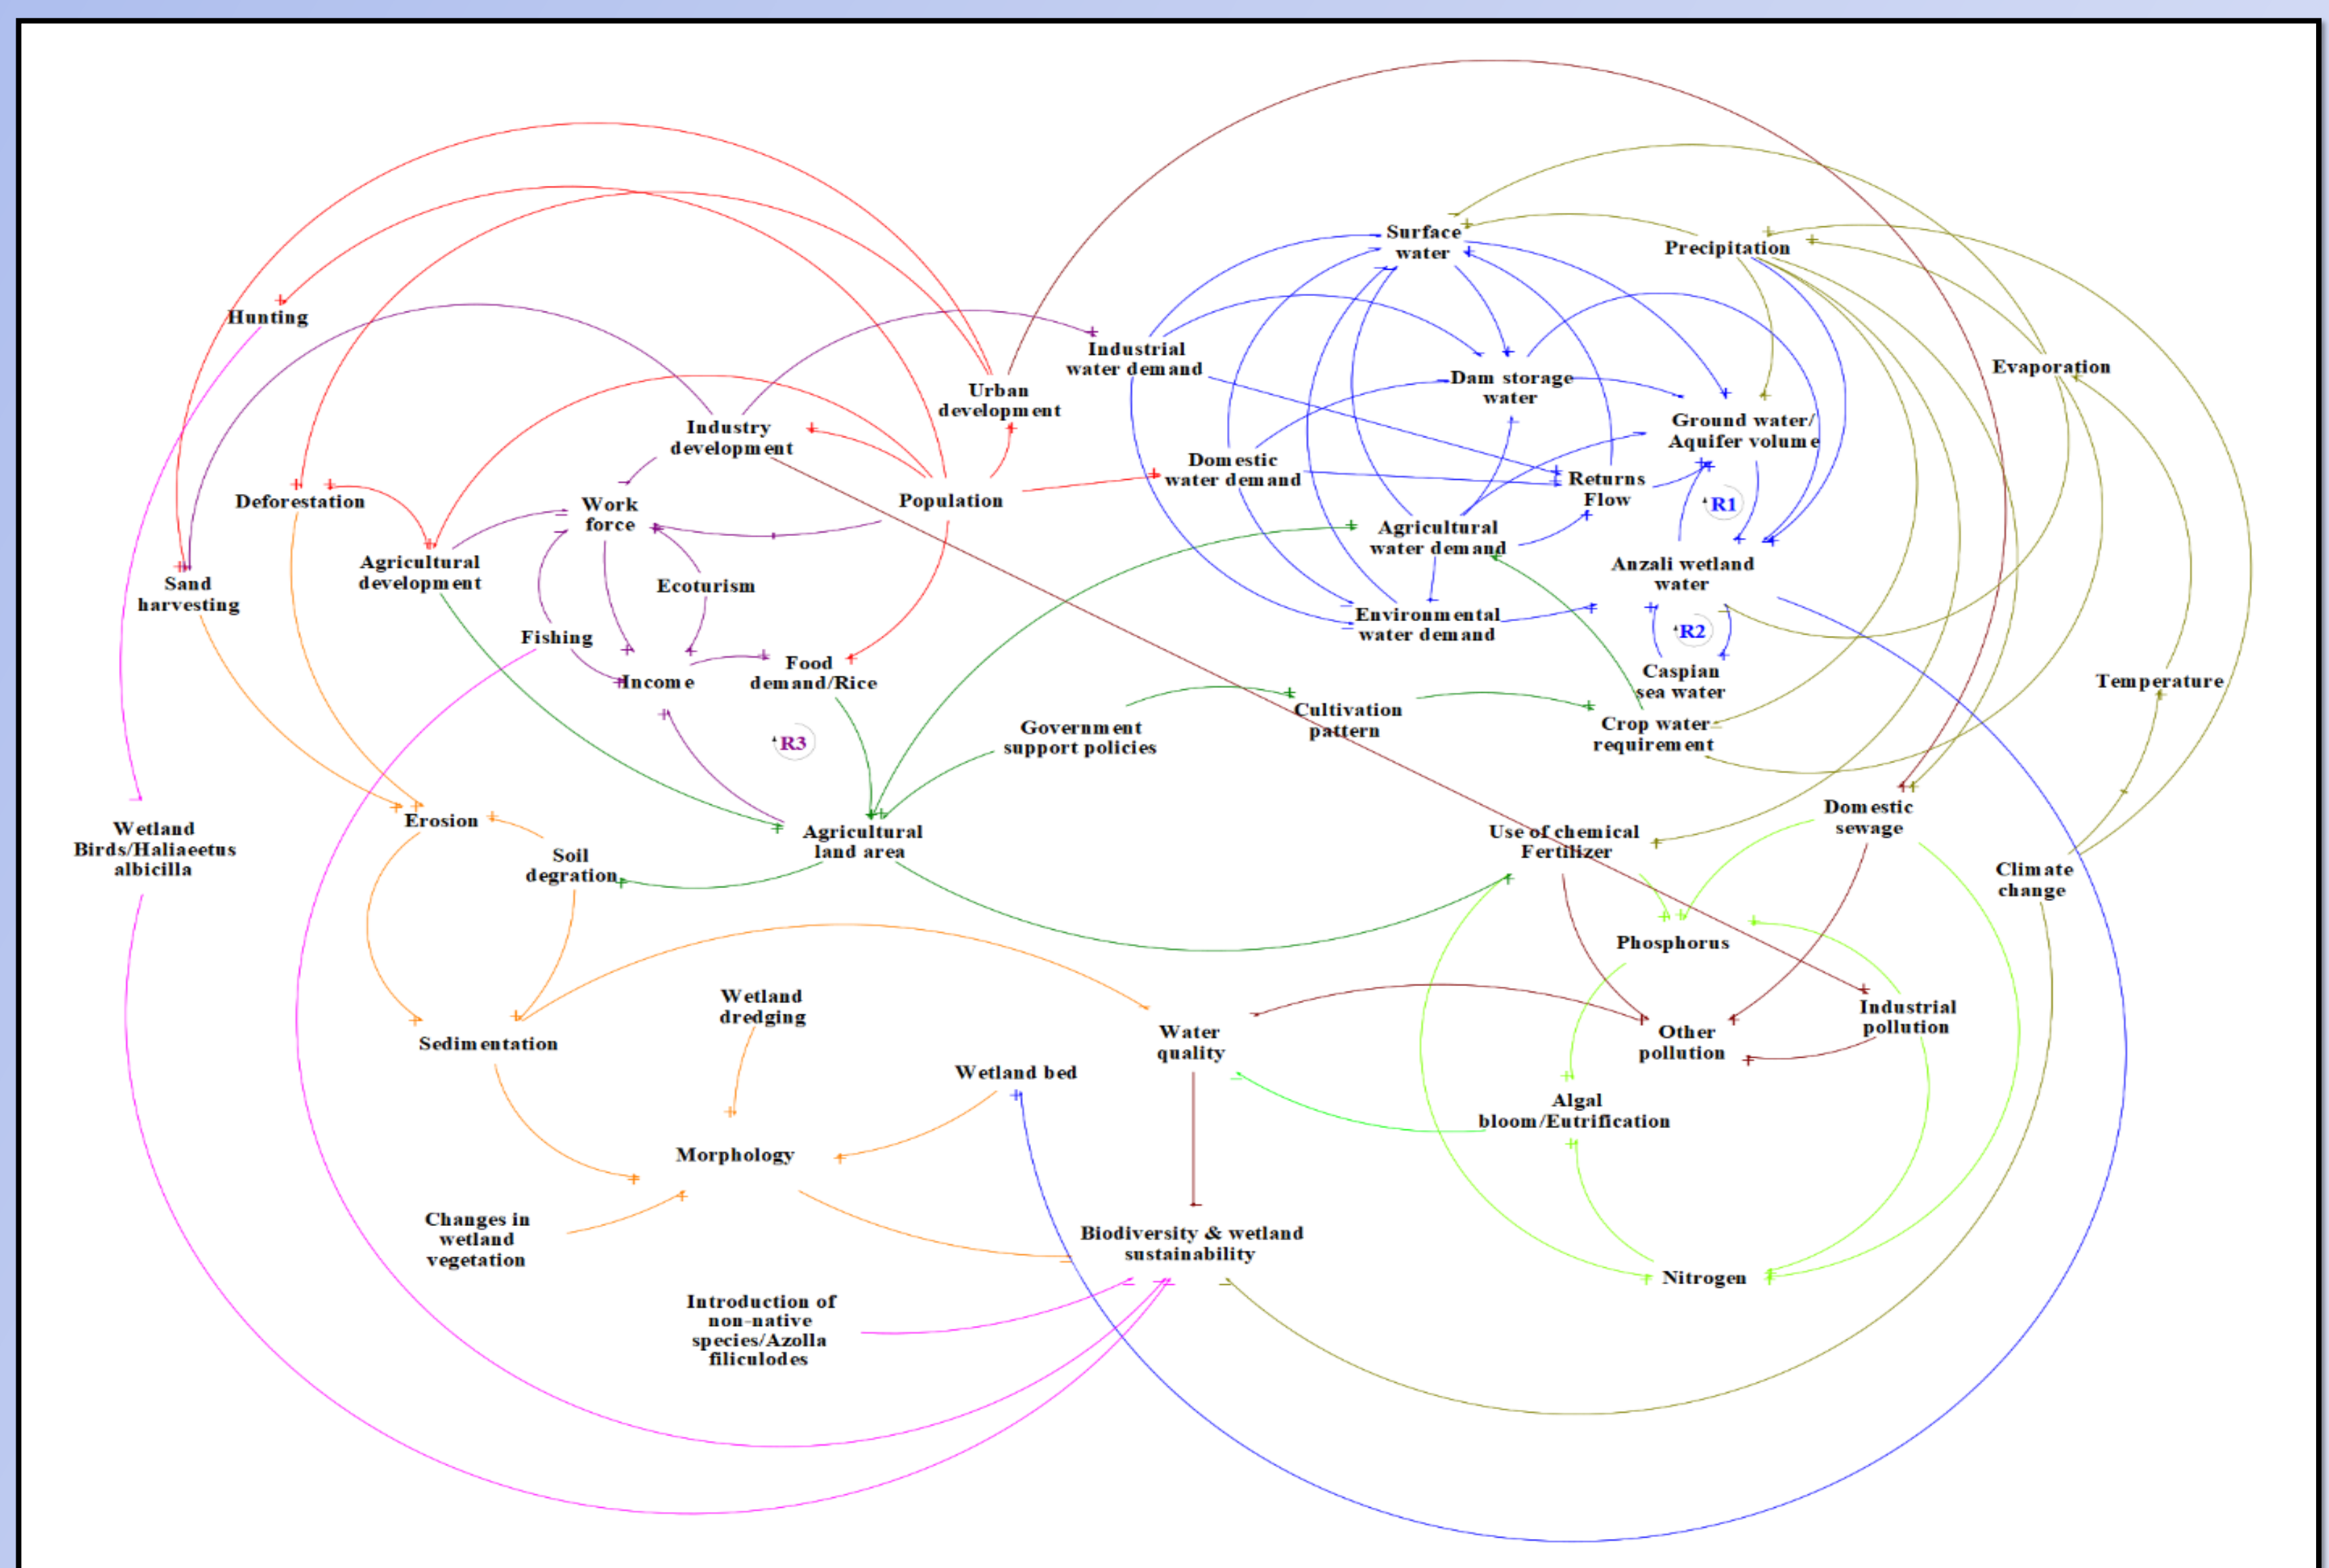 Surface
water
Precipitation
Hunting
Industrial
water demand
Evaporation
Dam storage
water
Urban
development
Industry
development
Ground water/
Aquifer volume
Domestic
water demand
Returns
Flow
Deforestation
Population
R1
Work
force
Agricultural
water demand
Agricultural
development
Anzali wetland
water
Sand
harvesting
Ecoturism
Environmental
water demand
R2
Fishing
Food
demand/Rice
Income
Caspian
sea water
Temperature
Cultivation
pattern
Government
support policies
Crop water
requirement
R3
Wetland
Birds/Haliaeetus
albicilla
Erosion
Agricultural
land area
Use of chemical
Fertilizer
Domestic
sewage
Soil
degration
Climate
change
Phosphorus
Wetland
dredging
Industrial
pollution
Sedimentation
Water
quality
Other
pollution
Wetland bed
Algal
bloom/Eutrification
Morphology
Changes in
wetland
vegetation
Biodiversity & wetland
sustainability
Nitrogen
Introduction of
non-native
species/Azolla
filiculodes